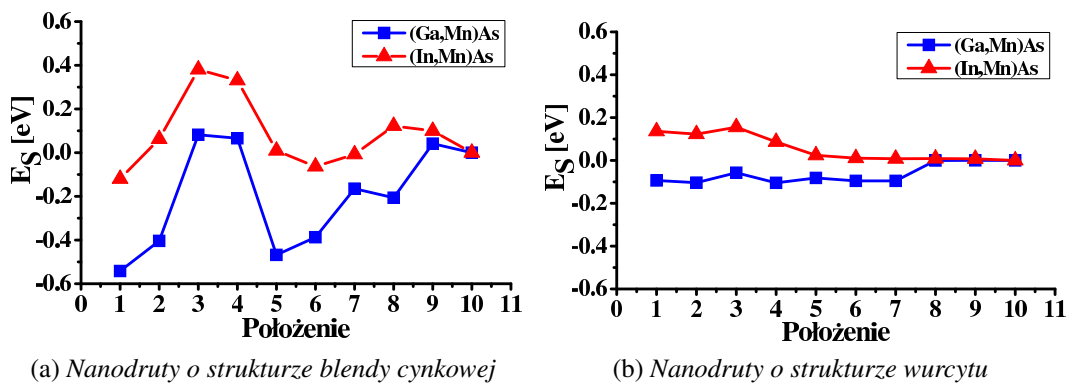 0.6
0.4
0.2
0.0
-0.2
-0.4
-0.6
E_S [eV]
(Ga,Mn)As
(In,Mn)As
0 1 2 3 4 5 6 7 8 9 10 11
Położenie
(a) Nanodruty o strukturze blendy cynkowej
0.6
0.4
0.2
0.0
-0.2
-0.4
-0.6
E_S [eV]
(Ga,Mn)As
(In,Mn)As
0 1 2 3 4 5 6 7 8 9 10 11
Położenie
(b) Nanodruty o strukturze wurcytu